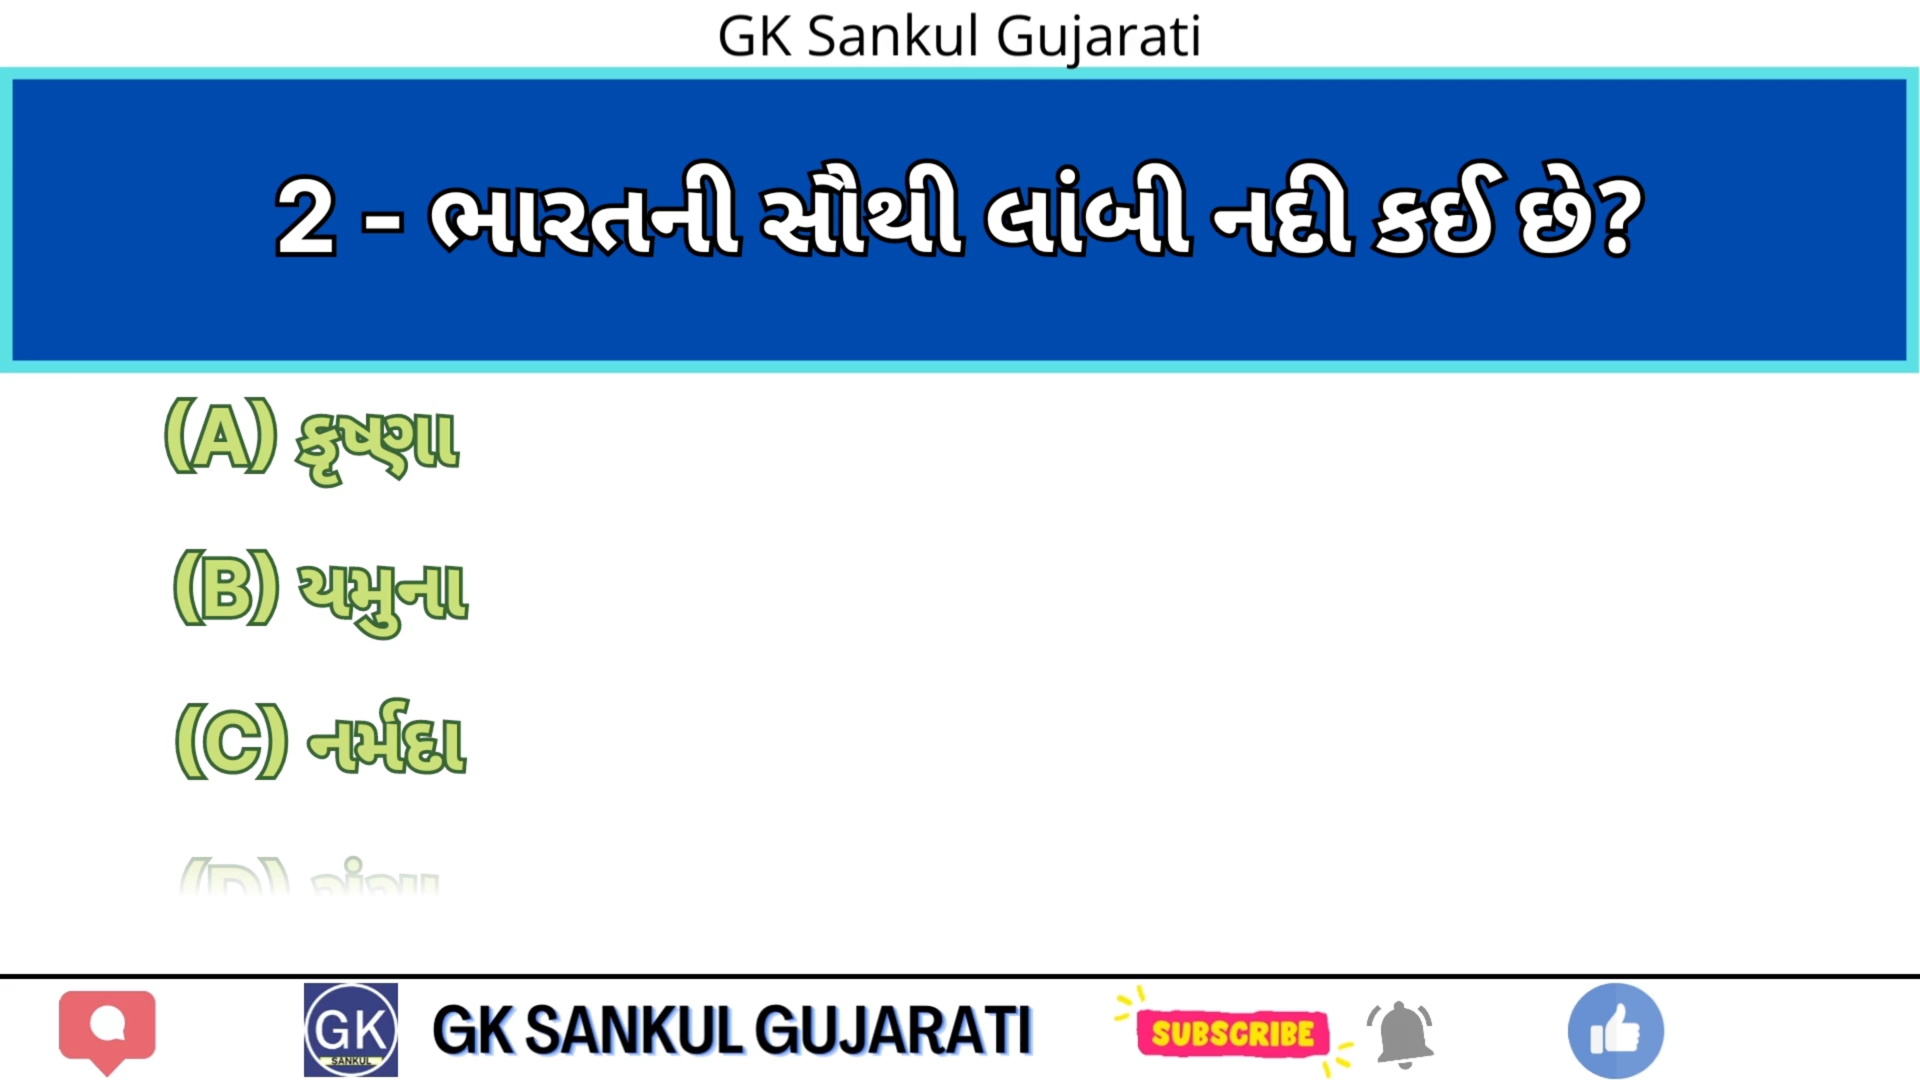 GK Sankul Gujarati
2 - ભારતની સૌથી લાંબી નદી કઈ છે?
(A) કૃષ્ણા
(B) યમુના
(C) નર્મદા
(D) ગંગા
GK
SANKUL
GK SANKUL GUJARATI
SUBSCRIBE